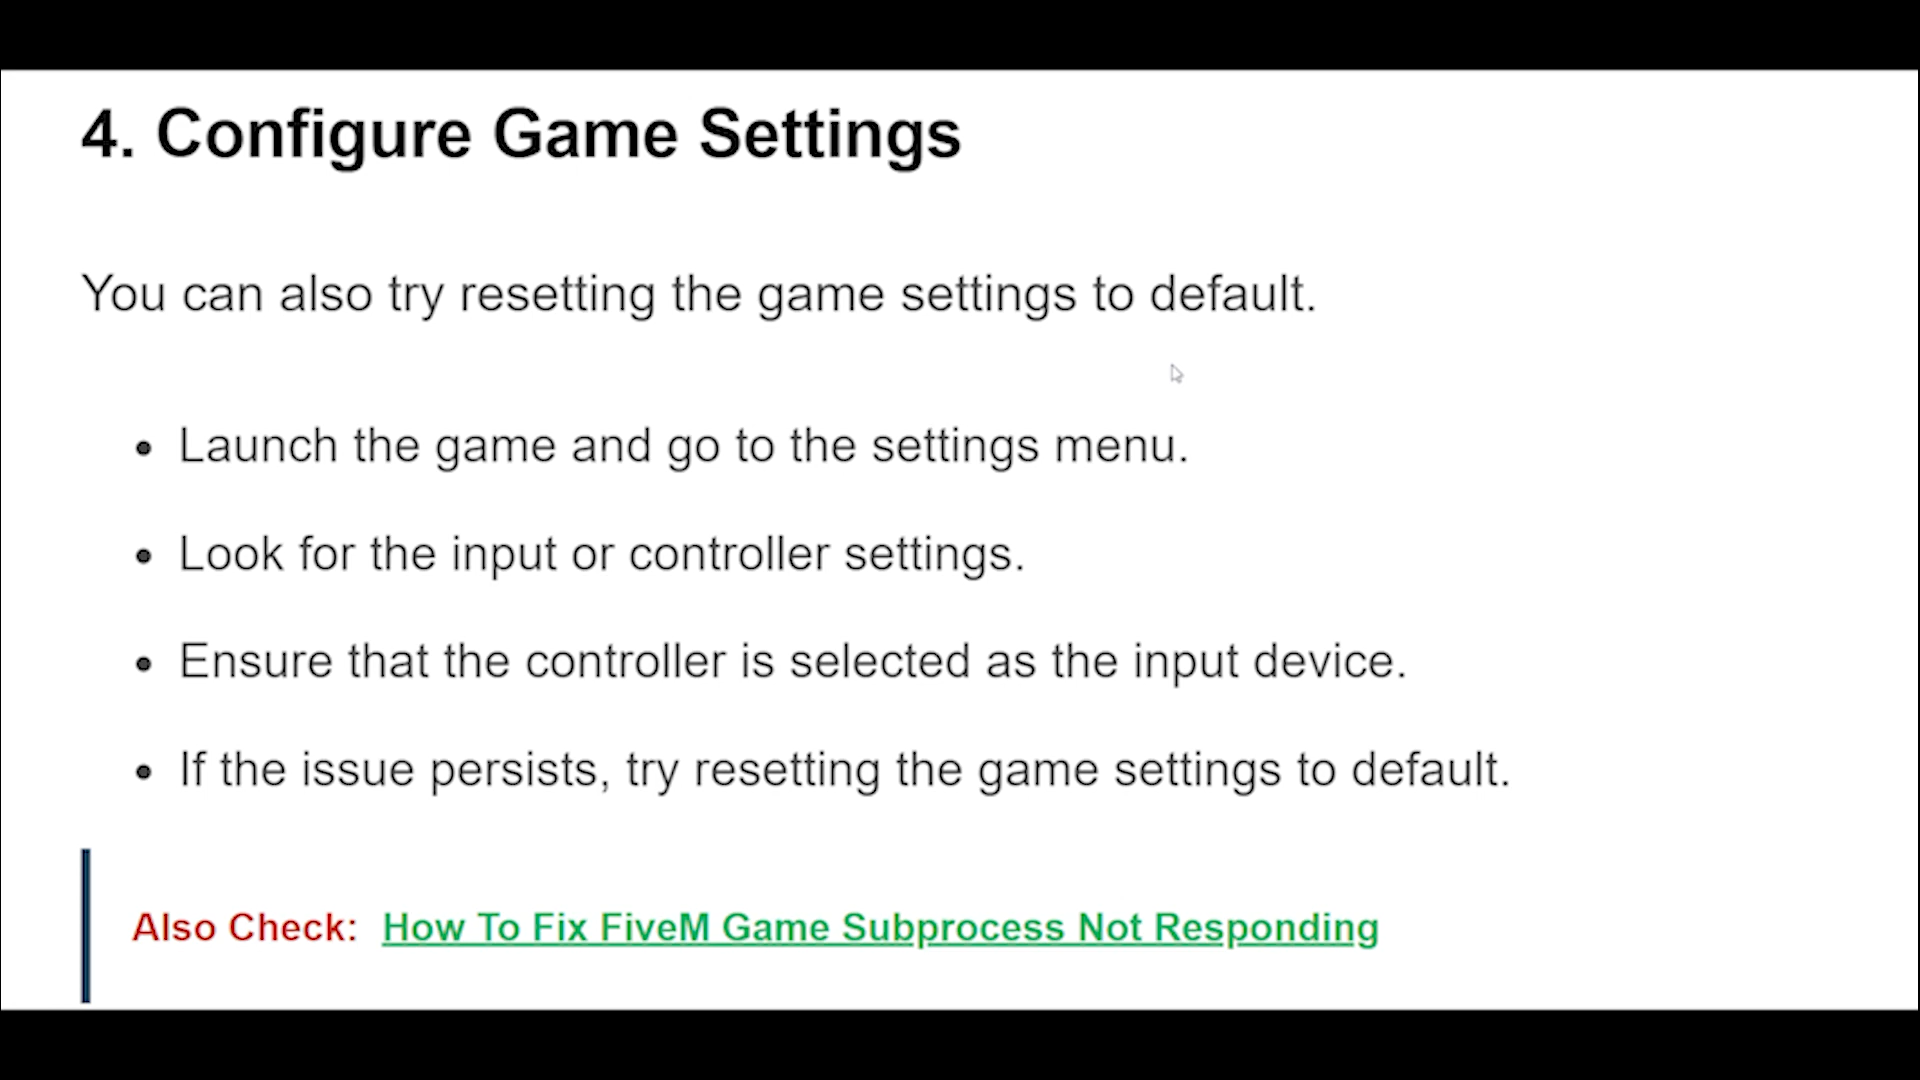 4. Configure Game Settings
You can also try resetting the game settings to default.
• Launch the game and go to the settings menu.
• Look for the input or controller settings.
• Ensure that the controller is selected as the input device.
• If the issue persists, try resetting the game settings to default.
Also Check: How To Fix FiveM Game Subprocess Not Responding